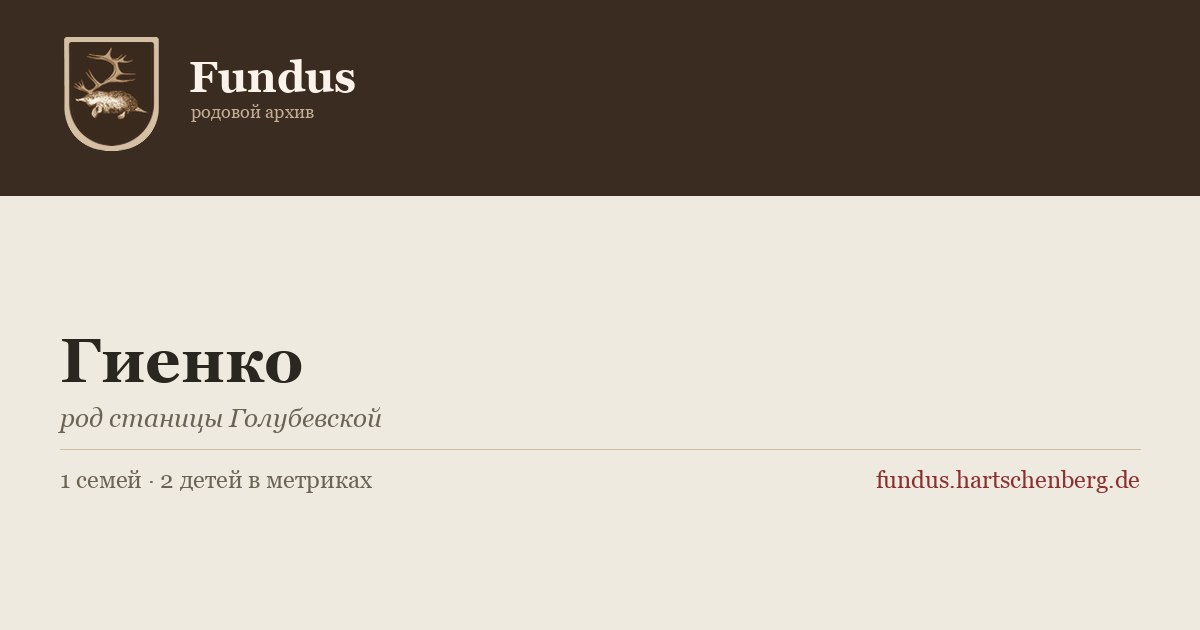 Fundus
родовой архив
Гиенко
род станицы Голубевской
1 семей · 2 детей в метриках
fundus.hartschenberg.de